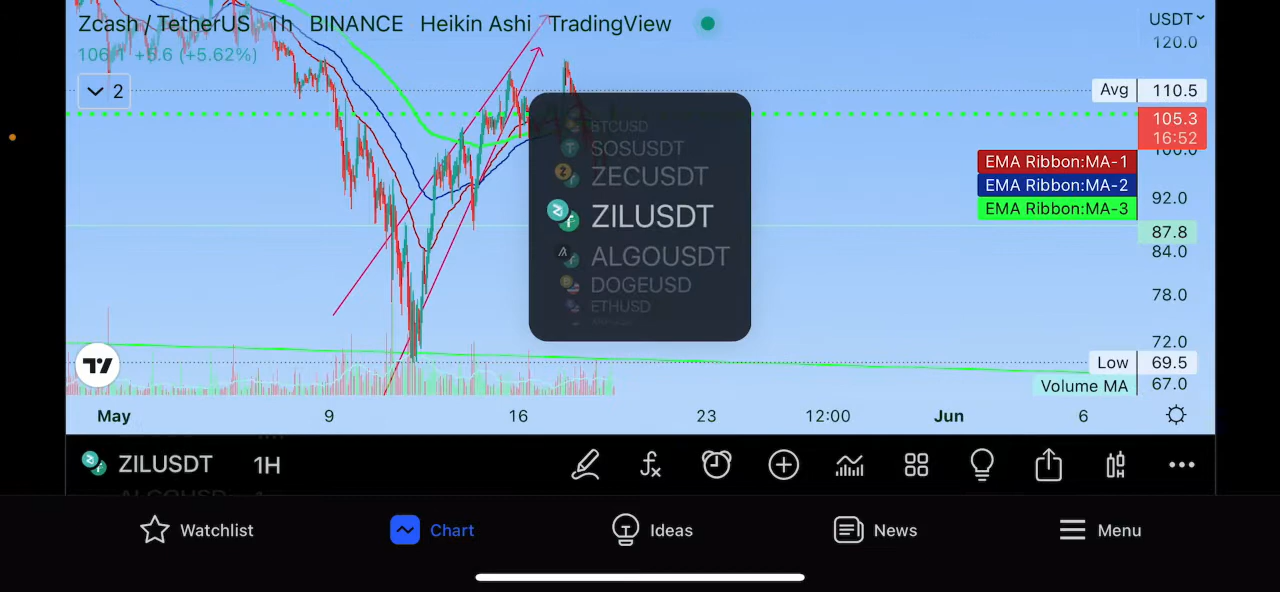 Zcash / TetherUS 1h BINANCE Heikin Ashi TradingView
USDT
120.0
+5.6 (+5.62%)
2
Avg 110.5
105.3
16:52
100.0
EMA Ribbon:MA-1
EMA Ribbon:MA-2
EMA Ribbon:MA-3
92.0
87.8
84.0
78.0
72.0
Low 69.5
67.0
Volume MA
BTCUSD
SOSUSDT
ZECUSDT
ZILUSDT
ALGOUSDT
DOGEUSD
ETHUSD
May 9 16 23 12:00 Jun 6
ZILUSDT 1H
ALGOUSDT
Watchlist Chart Ideas News Menu